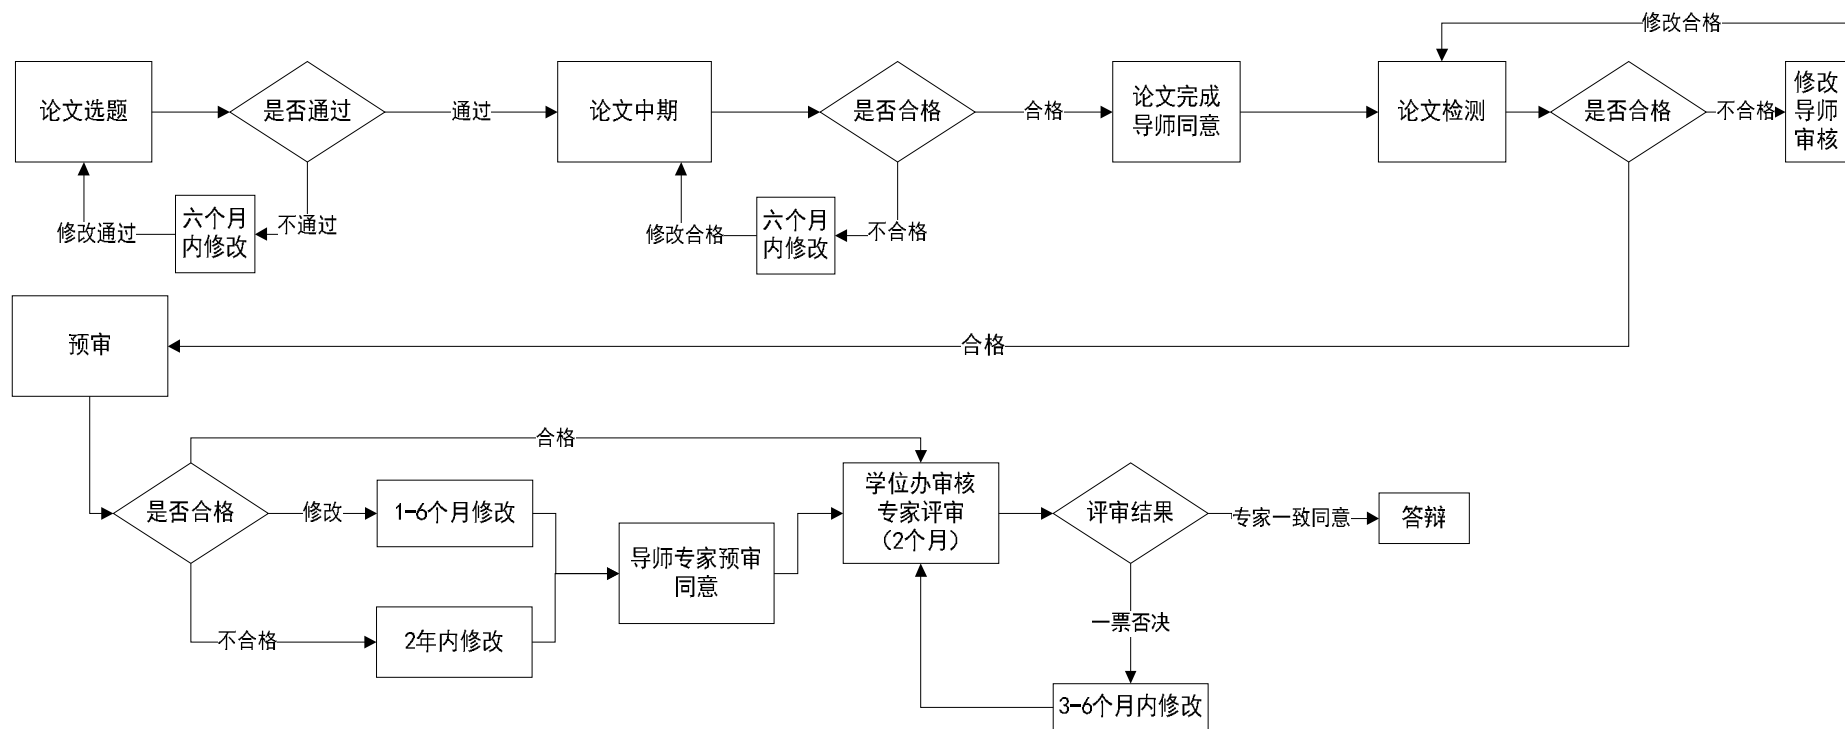 修改合格
论文选题
是否通过
通过
论文中期
是否合格
合格
论文完成
导师同意
论文检测
是否合格
不合格
修改
导师
审核
修改通过
六个月
内修改
不通过
修改合格
六个月
内修改
不合格
预审
合格
合格
是否合格
修改
1-6个月修改
导师专家预审
同意
不合格
2年内修改
学位办审核
专家评审
（2个月）
评审结果
专家一致同意
答辩
一票否决
3-6个月内修改